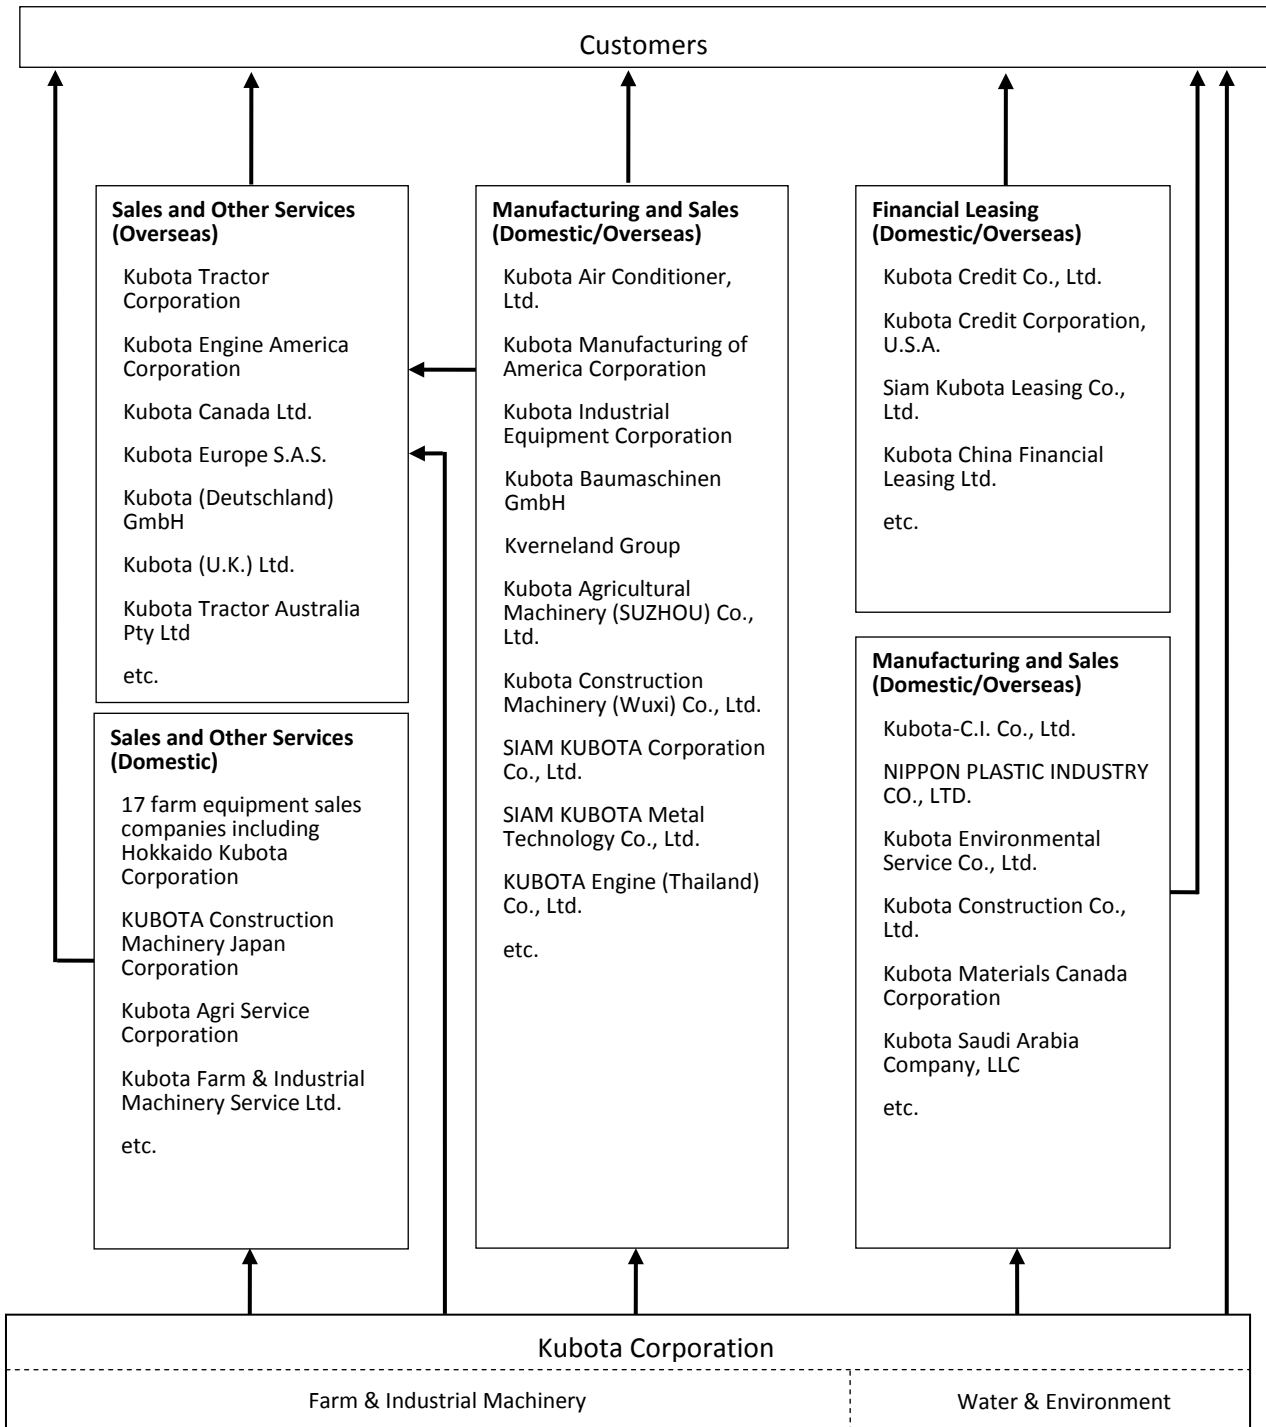 Customers
Sales and Other Services
(Overseas)
Kubota Tractor
Corporation
Kubota Engine America
Corporation
Kubota Canada Ltd.
Kubota Europe S.A.S.
Kubota (Deutschland)
GmbH
Kubota (U.K.) Ltd.
Kubota Tractor Australia
Pty Ltd
etc.
Sales and Other Services
(Domestic)
17 farm equipment sales
companies including
Hokkaido Kubota
Corporation
KUBOTA Construction
Machinery Japan
Corporation
Kubota Agri Service
Corporation
Kubota Farm & Industrial
Machinery Service Ltd.
etc.
Manufacturing and Sales
(Domestic/Overseas)
Kubota Air Conditioner,
Ltd.
Kubota Manufacturing of
America Corporation
Kubota Industrial
Equipment Corporation
Kubota Baumaschinen
GmbH
Kverneland Group
Kubota Agricultural
Machinery (SUZHOU) Co.,
Ltd.
Kubota Construction
Machinery (Wuxi) Co., Ltd.
SIAM KUBOTA Corporation
Co., Ltd.
SIAM KUBOTA Metal
Technology Co., Ltd.
KUBOTA Engine (Thailand)
Co., Ltd.
etc.
Financial Leasing
(Domestic/Overseas)
Kubota Credit Co., Ltd.
Kubota Credit Corporation,
U.S.A.
Siam Kubota Leasing Co.,
Ltd.
Kubota China Financial
Leasing Ltd.
etc.
Manufacturing and Sales
(Domestic/Overseas)
Kubota-C.I. Co., Ltd.
NIPPON PLASTIC INDUSTRY
CO., LTD.
Kubota Environmental
Service Co., Ltd.
Kubota Construction Co.,
Ltd.
Kubota Materials Canada
Corporation
Kubota Saudi Arabia
Company, LLC
etc.
Kubota Corporation
Farm & Industrial Machinery
Water & Environment